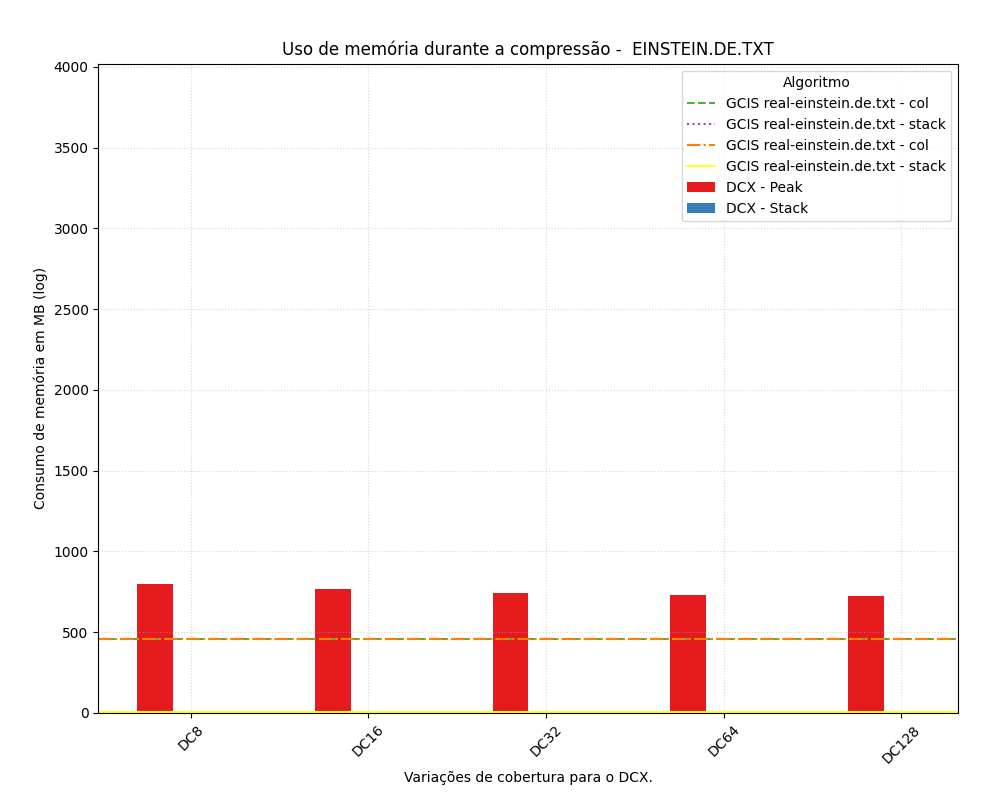 Uso de memória durante a compressão -  EINSTEIN.DE.TXT
4000
3500
3000
2500
2000
1500
1000
500
0
Consumo de memória em MB (log)
Algoritmo
GCIS real-einstein.de.txt - col
GCIS real-einstein.de.txt - stack
GCIS real-einstein.de.txt - col
GCIS real-einstein.de.txt - stack
DCX - Peak
DCX - Stack
DC8
DC16
DC32
DC64
DC128
Variações de cobertura para o DCX.